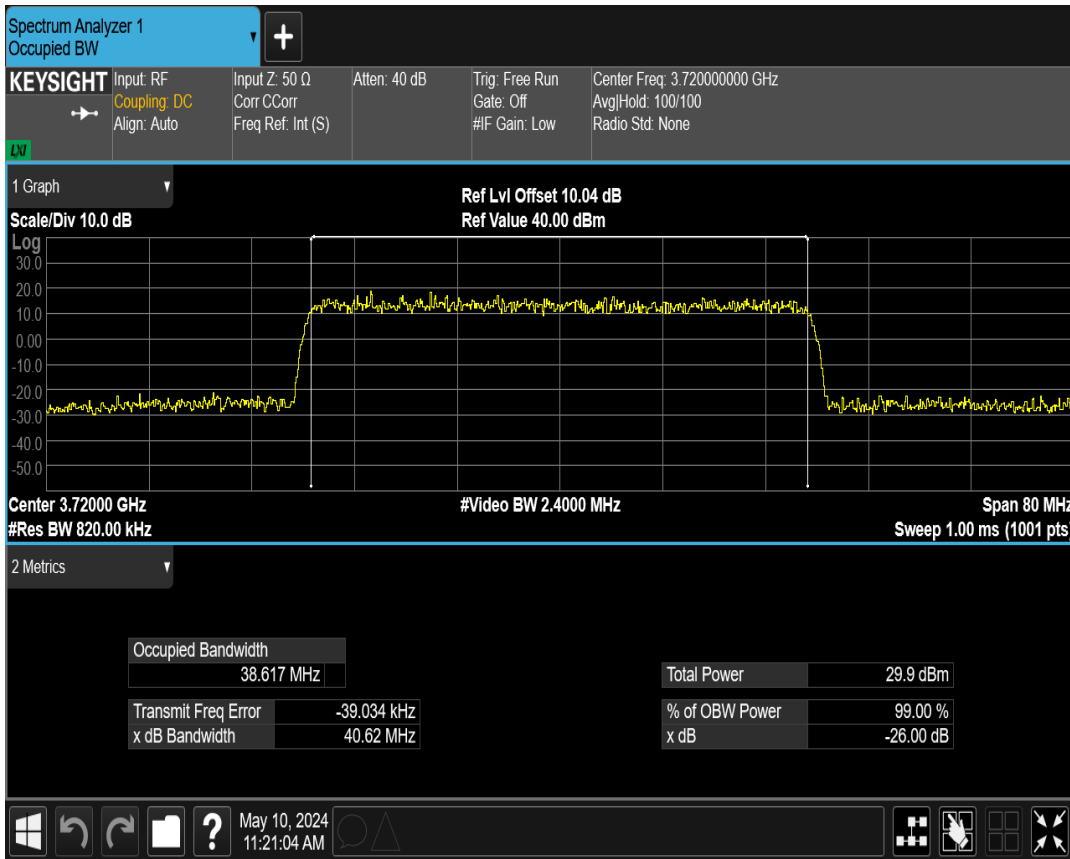 Spectrum Analyzer 1
Occupied BW
KEYSIGHT
LXI
Input: RF
Coupling: DC
Align: Auto
Input Z: 50 Ω
Corr CCorr
Freq Ref: Int (S)
Atten: 40 dB
Trig: Free Run
Gate: Off
#IF Gain: Low
Center Freq: 3.720000000 GHz
Avg|Hold: 100/100
Radio Std: None
1 Graph
Scale/Div 10.0 dB
Ref Lvl Offset 10.04 dB
Ref Value 40.00 dBm
Log
30.0
20.0
10.0
0.00
-10.0
-20.0
-30.0
-40.0
-50.0
Center 3.72000 GHz
#Video BW 2.4000 MHz
Span 80 MHz
#Res BW 820.00 kHz
Sweep 1.00 ms (1001 pts)
2 Metrics
Occupied Bandwidth
38.617 MHz
Total Power 29.9 dBm
Transmit Freq Error -39.034 kHz
% of OBW Power 99.00 %
x dB Bandwidth 40.62 MHz
x dB -26.00 dB
?
May 10, 2024
11:21:04 AM